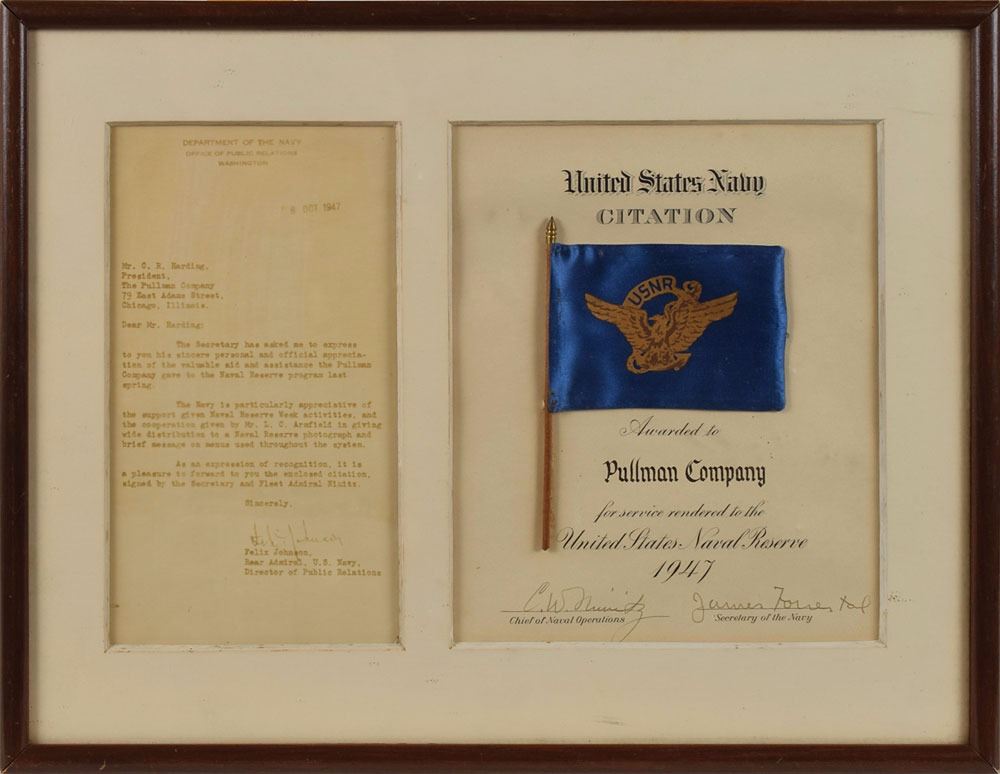 DEPARTMENT OF THE NAVY
OFFICE OF PUBLIC RELATIONS
WASHINGTON
8 OCT 1947
Mr. C. R. Harding,
President,
The Pullman Company
79 East Adams Street,
Chicago, Illinois.
Dear Mr. Harding:
The Secretary has asked me to express
to you his sincere personal and official apprecia-
tion of the valuable aid and assistance the Pullman
Company gave to the Naval Reserve program last
spring.
The Navy is particularly appreciative of
the support given Naval Reserve Week activities, and
the cooperation given by Mr. L. C. Armfield in giving
wide distribution to a Naval Reserve photograph and
brief message on menus used throughout the system.
As an expression of recognition, it is
a pleasure to forward to you the enclosed citation,
signed by the Secretary and Fleet Admiral Nimitz.
Sincerely,
Felix Johnson
Felix Johnson,
Rear Admiral, U.S. Navy,
Director of Public Relations
United States Navy
CITATION
USNR
Awarded to
Pullman Company
for service rendered to the
United States Naval Reserve
1947
C.W. Nimitz
Chief of Naval Operations
James Forrestal
Secretary of the Navy